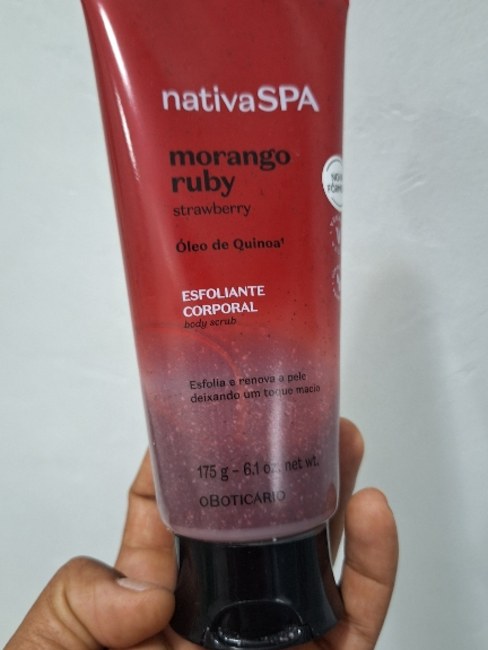 nativaSPA
morango
ruby
strawberry
Óleo de Quinoa¹
ESFOLIANTE
CORPORAL
body scrub
Esfolia e renova a pele
deixando um toque macio
175 g – 6.1 oz. net wt.
oBOTICÁRIO